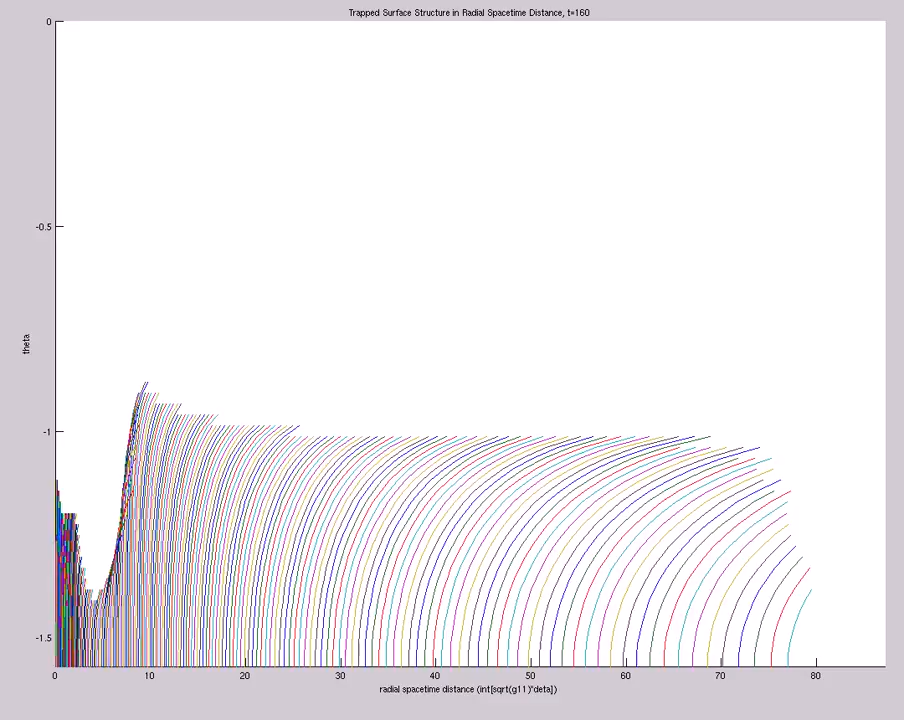 Trapped Surface Structure in Radial Spacetime Distance, t=160
0
-0.5
theta
-1
-1.5
0 10 20 30 40 50 60 70 80
radial spacetime distance (int[sqrt(g11)*deta])